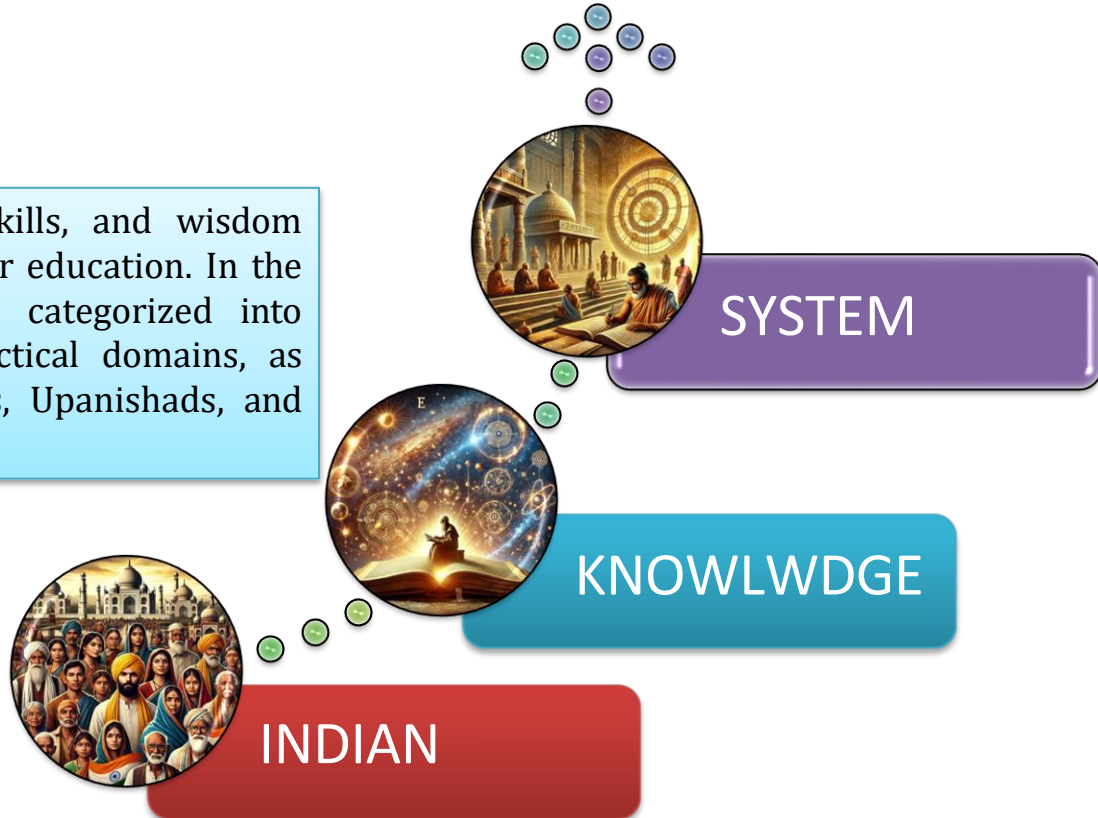 kills, and wisdom
r education. In the
categorized into
ctical domains, as
s, Upanishads, and
SYSTEM
E
KNOWLWDGE
INDIAN